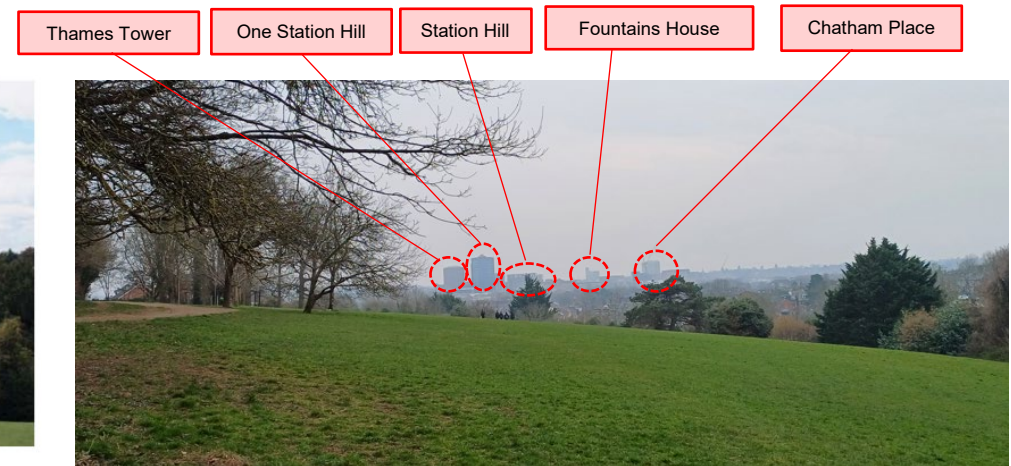 Thames Tower
One Station Hill
Station Hill
Fountains House
Chatham Place